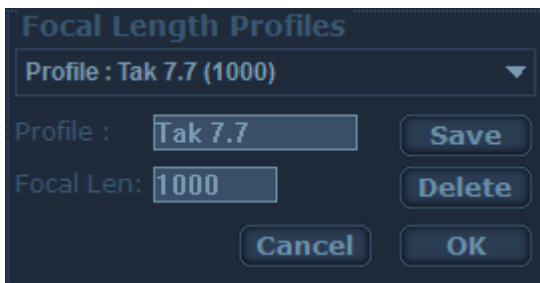 Focal Length Profiles
Profile : Tak 7.7 (1000)
Profile : Tak 7.7 Save
Focal Len: 1000 Delete
Cancel OK